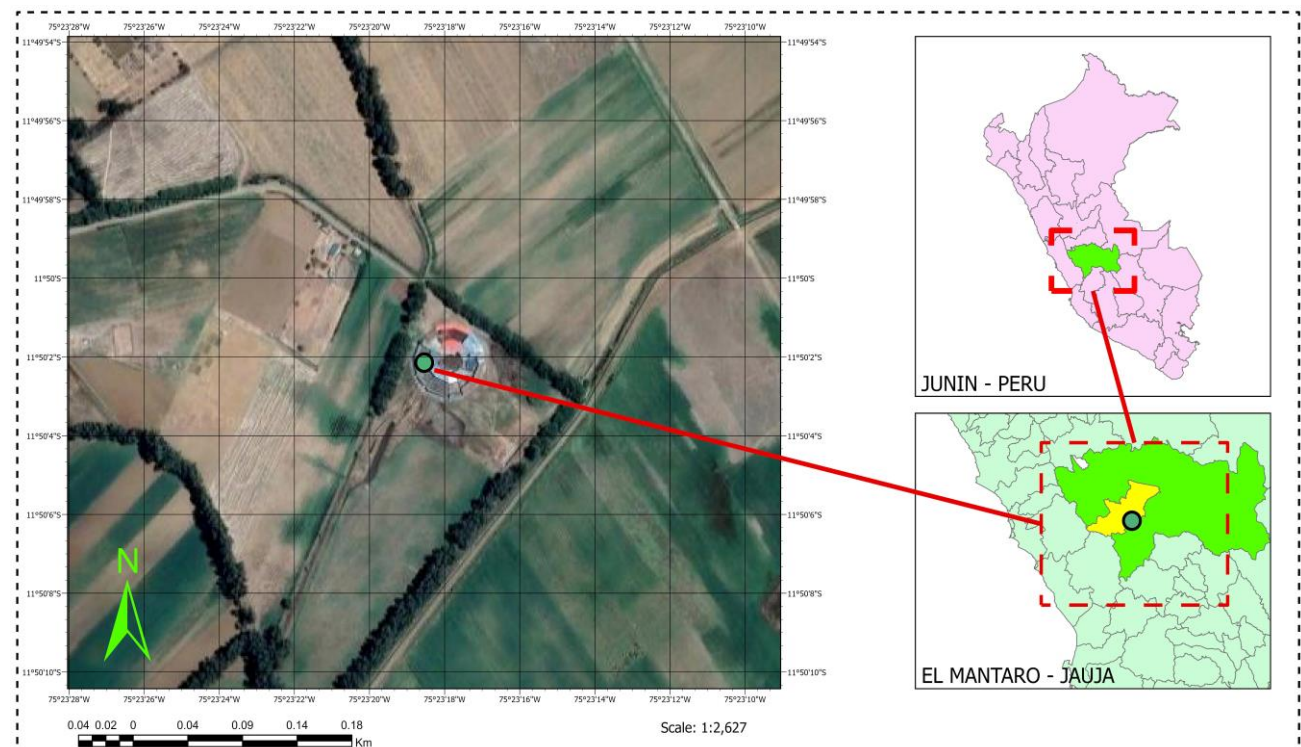 75°23'28"W 75°23'26"W 75°23'24"W 75°23'22"W 75°23'20"W 75°23'18"W 75°23'16"W 75°23'14"W 75°23'12"W 75°23'10"W
11°49'54"S 11°49'54"S
11°49'56"S 11°49'56"S
11°49'58"S 11°49'58"S
11°50'S 11°50'S
11°50'2"S 11°50'2"S
11°50'4"S 11°50'4"S
11°50'6"S 11°50'6"S
11°50'8"S 11°50'8"S
11°50'10"S 11°50'10"S
N
75°23'28"W 75°23'26"W 75°23'24"W 75°23'22"W 75°23'20"W 75°23'18"W 75°23'16"W 75°23'14"W 75°23'12"W 75°23'10"W
0.04 0.02 0 0.04 0.09 0.14 0.18
Km
Scale: 1:2,627
JUNIN - PERU
EL MANTARO - JAUJA